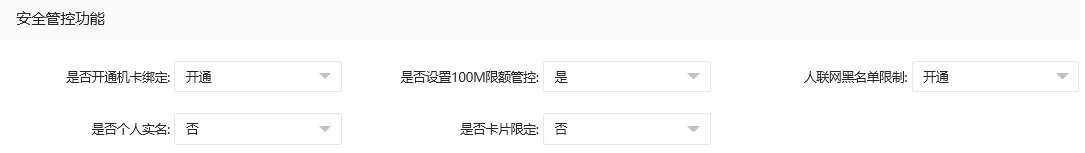 安全管控功能
是否开通机卡绑定: 开通 是否设置100M限额管控: 是 人联网黑名单限制: 开通
是否个人实名: 否 是否卡片限定: 否